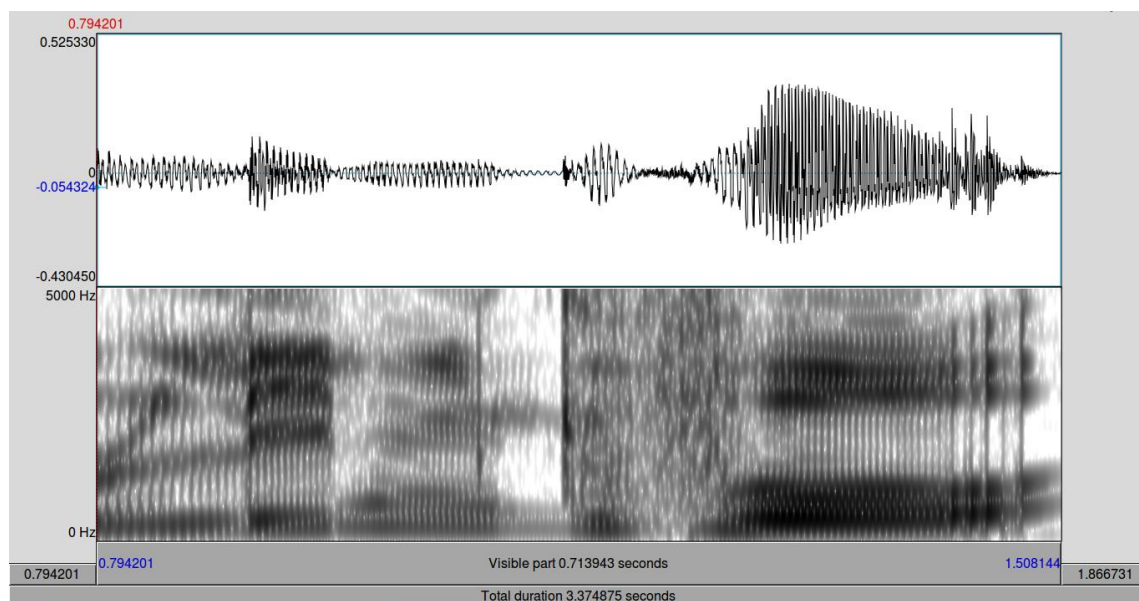 0.794201
0.525330
0
-0.054324
-0.430450
5000 Hz
0 Hz
0.794201 Visible part 0.713943 seconds 1.508144
0.794201 1.866731
Total duration 3.374875 seconds